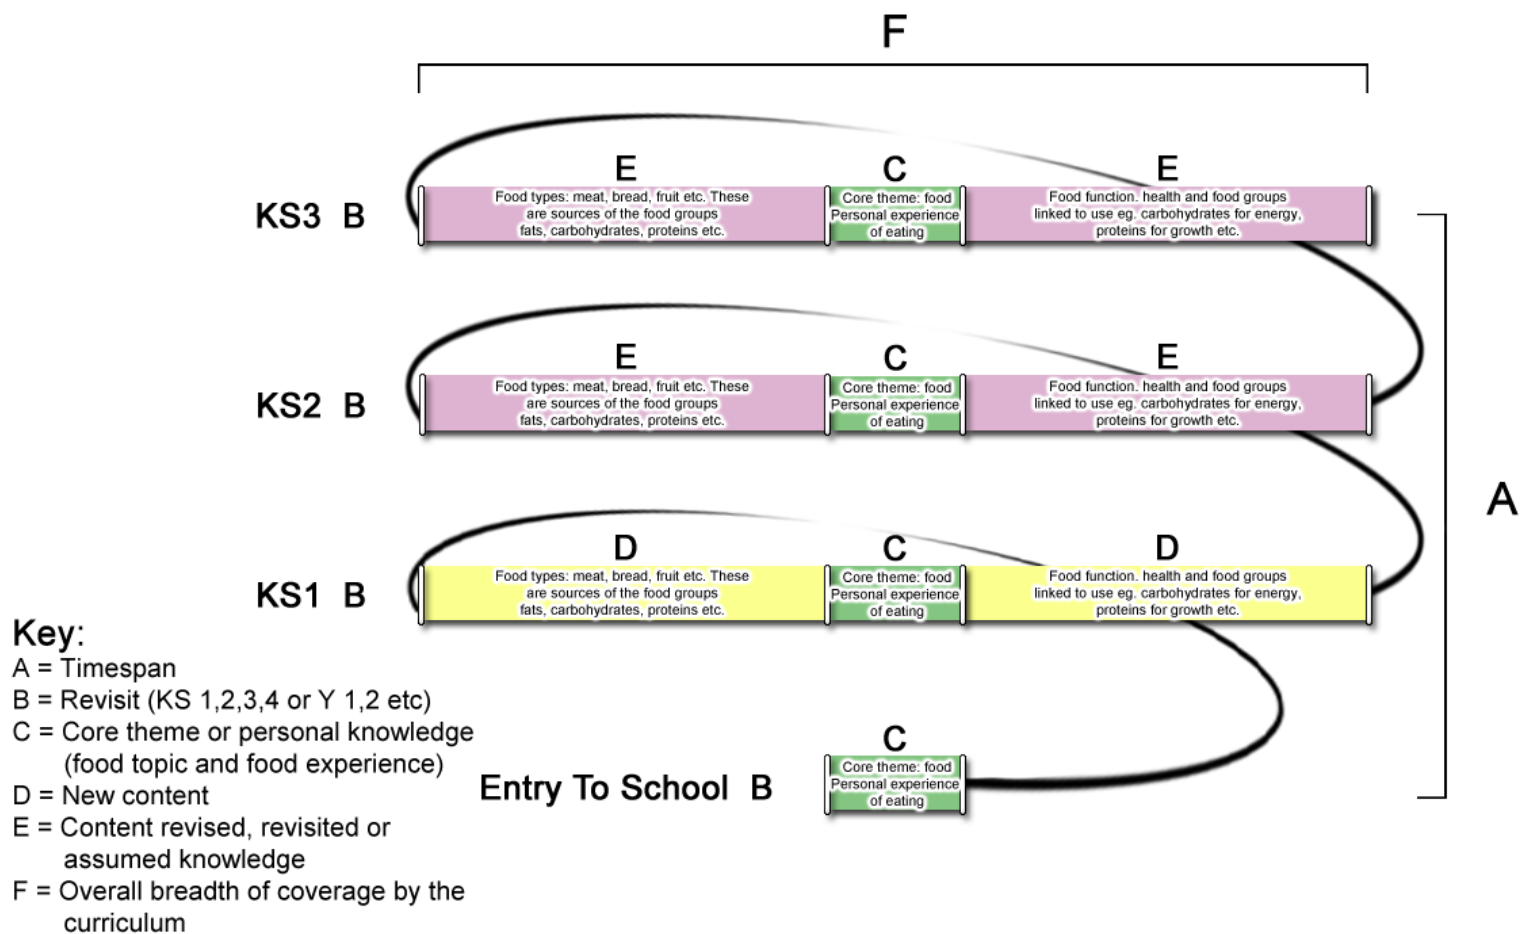 F
E C E
KS3 B
Food types: meat, bread, fruit etc. These
are sources of the food groups
fats, carbohydrates, proteins etc.
Core theme: food
Personal experience
of eating
Food function. health and food groups
linked to use eg. carbohydrates for energy,
proteins for growth etc.
E C E
KS2 B
Food types: meat, bread, fruit etc. These
are sources of the food groups
fats, carbohydrates, proteins etc.
Core theme: food
Personal experience
of eating
Food function. health and food groups
linked to use eg. carbohydrates for energy,
proteins for growth etc.
A
D C D
KS1 B
Food types: meat, bread, fruit etc. These
are sources of the food groups
fats, carbohydrates, proteins etc.
Core theme: food
Personal experience
of eating
Food function. health and food groups
linked to use eg. carbohydrates for energy,
proteins for growth etc.
C
Entry To School B
Core theme: food
Personal experience
of eating
Key:
A = Timespan
B = Revisit (KS 1,2,3,4 or Y 1,2 etc)
C = Core theme or personal knowledge
(food topic and food experience)
D = New content
E = Content revised, revisited or
assumed knowledge
F = Overall breadth of coverage by the
curriculum